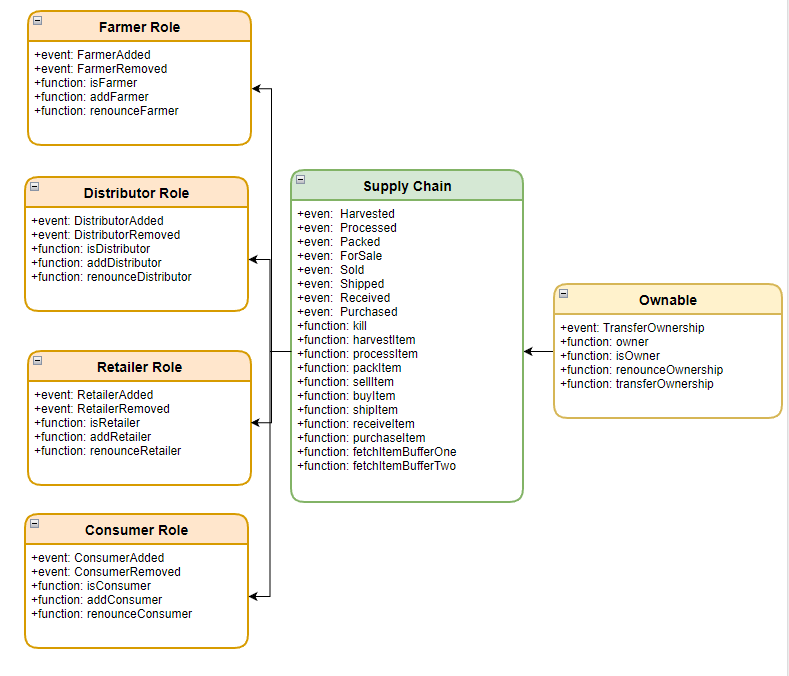 Farmer Role
+event: FarmerAdded
+event: FarmerRemoved
+function: isFarmer
+function: addFarmer
+function: renounceFarmer
Distributor Role
+event: DistributorAdded
+event: DistributorRemoved
+function: isDistributor
+function: addDistributor
+function: renounceDistributor
Retailer Role
+event: RetailerAdded
+event: RetailerRemoved
+function: isRetailer
+function: addRetailer
+function: renounceRetailer
Consumer Role
+event: ConsumerAdded
+event: ConsumerRemoved
+function: isConsumer
+function: addConsumer
+function: renounceConsumer
Supply Chain
+even:  Harvested
+even:  Processed
+even:  Packed
+even:  ForSale
+even:  Sold
+even:  Shipped
+even:  Received
+even:  Purchased
+function: kill
+function: harvestItem
+function: processItem
+function: packItem
+function: sellItem
+function: buyItem
+function: shipItem
+function: receiveItem
+function: purchaseItem
+function: fetchItemBufferOne
+function: fetchItemBufferTwo
Ownable
+event: TransferOwnership
+function: owner
+function: isOwner
+function: renounceOwnership
+function: transferOwnership